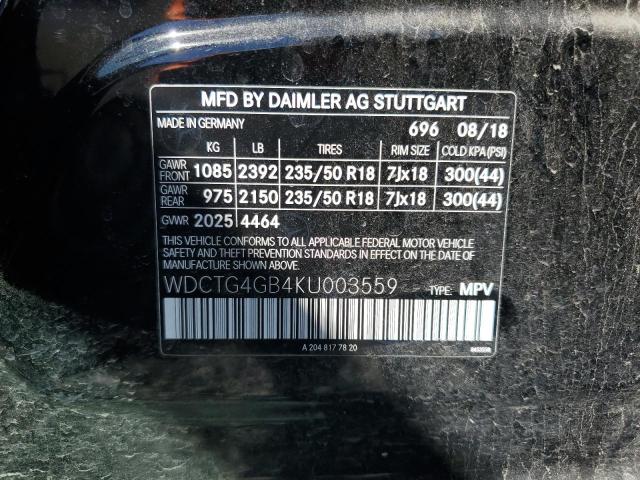 MFD BY DAIMLER AG STUTTGART
MADE IN GERMANY 696 08/18
KG LB TIRES RIM SIZE COLD KPA (PSI)
GAWR FRONT 1085 2392 235/50 R18 7Jx18 300(44)
GAWR REAR 975 2150 235/50 R18 7Jx18 300(44)
GVWR 2025 4464
THIS VEHICLE CONFORMS TO ALL APPLICABLE FEDERAL MOTOR VEHICLE
SAFETY AND THEFT PREVENTION STANDARDS IN EFFECT ON THE DATE
OF MANUFACTURE SHOWN ABOVE.
WDCTG4GB4KU003559 TYPE: MPV
A 204 817 78 20